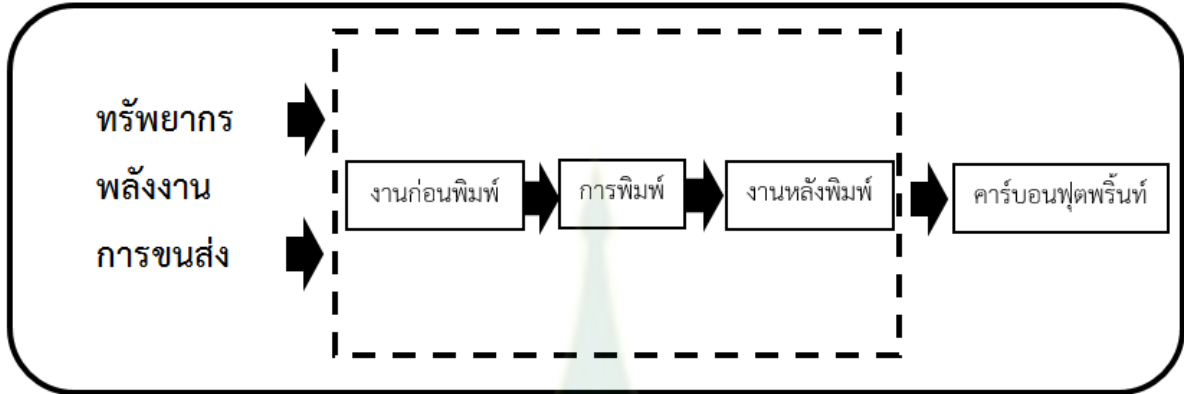 ทรัพยากร
พลังงาน
การขนส่ง
งานก่อนพิมพ์
การพิมพ์
งานหลังพิมพ์
คาร์บอนฟุตพริ้นท์